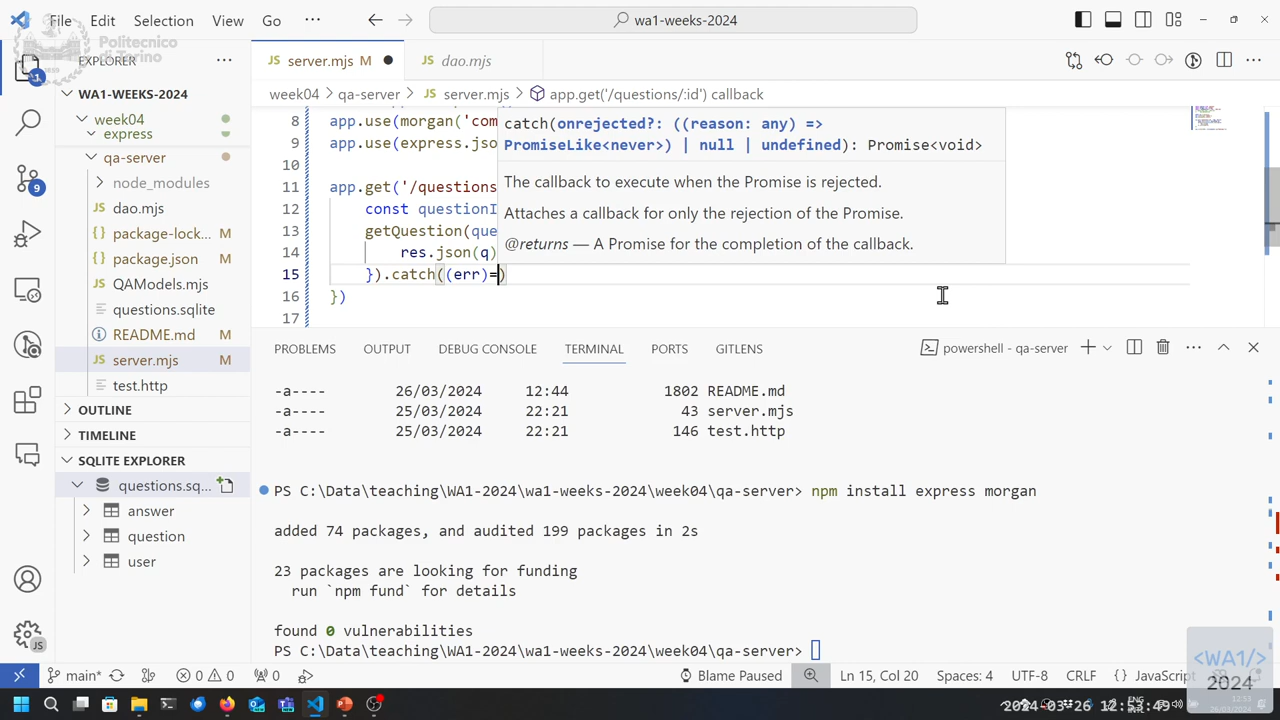 File Edit Selection View Go ··· wa1-weeks-2024
Politecnico
di Torino
EXPLORER ···
server.mjs M
dao.mjs
WA1-WEEKS-2024
week04 > qa-server > server.mjs > app.get('/questions/:id') callback
week04
express
qa-server
node_modules
dao.mjs
package-lock...
package.json M
QAModels.mjs
questions.sqlite
README.md M
server.mjs M
test.http
OUTLINE
TIMELINE
SQLITE EXPLORER
questions.sq...
answer
question
user
1
9
JS
8 app.use(morgan('com
9 app.use(express.jso
10
11 app.get('/questions
12 const questionI
13 getQuestion(que
14 res.json(q)
15 }).catch((err)=)
16 })
17
catch(onrejected?: ((reason: any) =>
PromiseLike<never>) | null | undefined): Promise<void>
The callback to execute when the Promise is rejected.
Attaches a callback for only the rejection of the Promise.
@returns — A Promise for the completion of the callback.
PROBLEMS OUTPUT DEBUG CONSOLE TERMINAL PORTS GITLENS powershell - qa-server
-a---- 26/03/2024 12:44 1802 README.md
-a---- 25/03/2024 22:21 43 server.mjs
-a---- 25/03/2024 22:21 146 test.http
PS C:\Data\teaching\WA1-2024\wa1-weeks-2024\week04\qa-server> npm install express morgan
added 74 packages, and audited 199 packages in 2s
23 packages are looking for funding
run `npm fund` for details
found 0 vulnerabilities
PS C:\Data\teaching\WA1-2024\wa1-weeks-2024\week04\qa-server>
main* 0 0 0 Blame Paused Ln 15, Col 20 Spaces: 4 UTF-8 CRLF {} JavaScript
<WA1/>
2024
2024-03-26 12:53:49